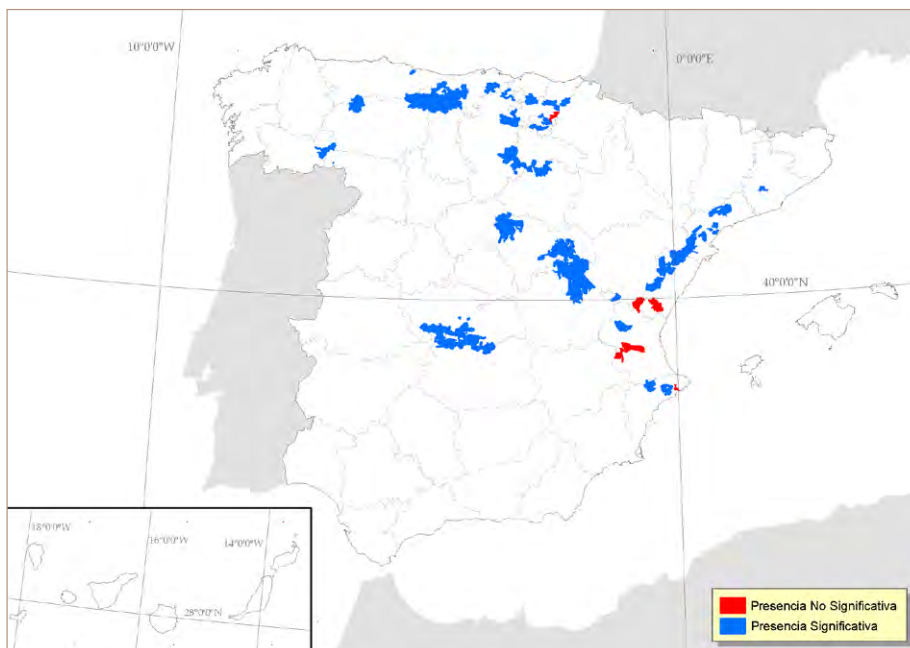 10°0'0"W
0°0'0"E
40°0'0"N
18°0'0"W
16°0'0"W
14°0'0"W
28°0'0"N
Presencia No Significativa
Presencia Significativa